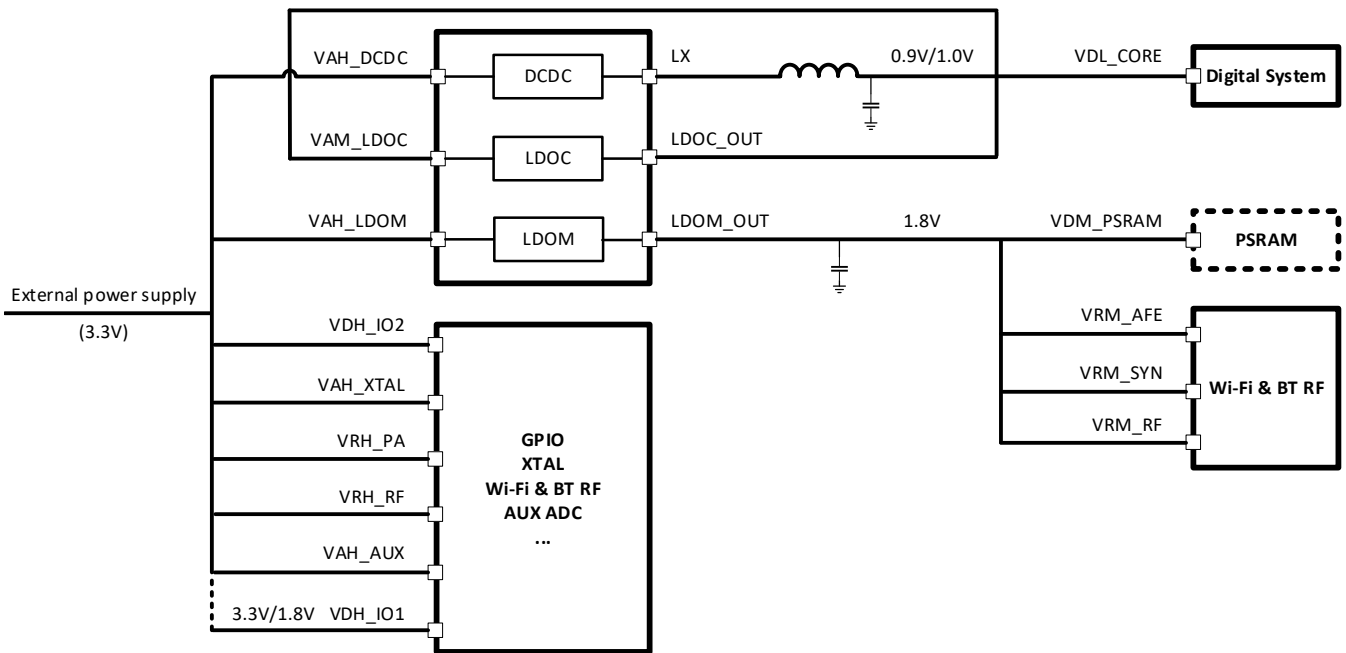 VAH_DCDC
DCDC
LX
0.9V/1.0V
VDL_CORE
Digital System
VAM_LDOC
LDOC
LDOC_OUT
VAH_LDOM
LDOM
LDOM_OUT
1.8V
VDM_PSRAM
PSRAM
External power supply
(3.3V)
VDH_IO2
VAH_XTAL
VRH_PA
VRH_RF
VAH_AUX
3.3V/1.8V VDH_IO1
GPIO
XTAL
Wi-Fi & BT RF
AUX ADC
...
VRM_AFE
VRM_SYN
VRM_RF
Wi-Fi & BT RF